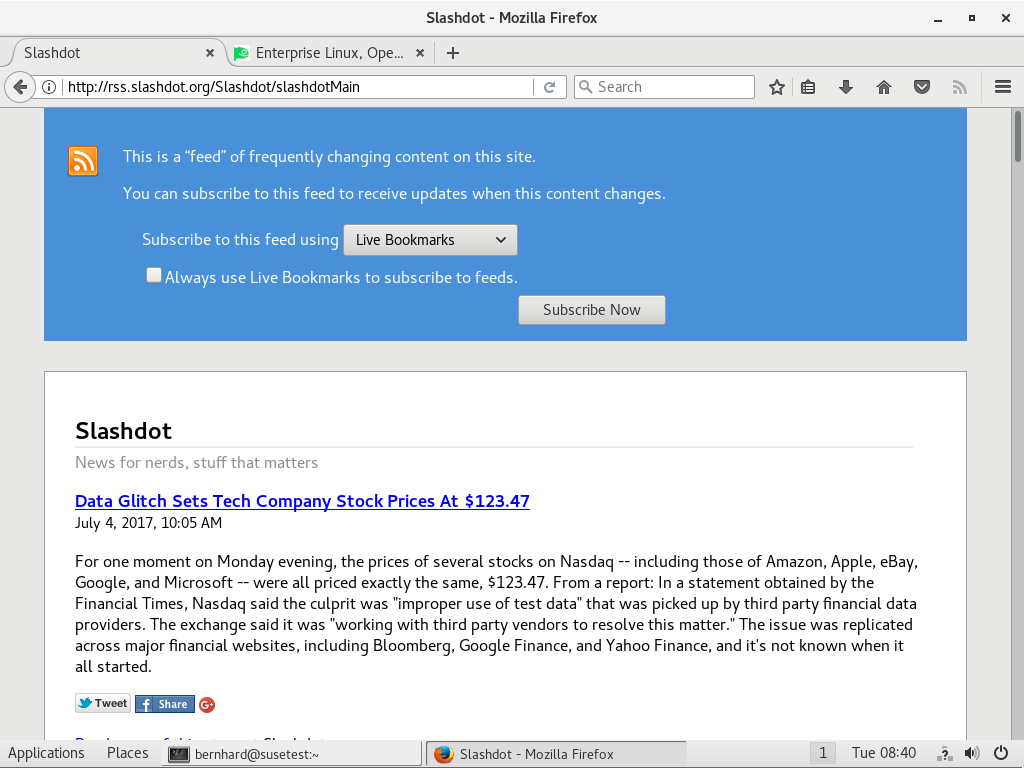 Slashdot - Mozilla Firefox
Slashdot
Enterprise Linux, Ope...
http://rss.slashdot.org/Slashdot/slashdotMain
Search
This is a “feed” of frequently changing content on this site.
You can subscribe to this feed to receive updates when this content changes.
Subscribe to this feed using Live Bookmarks
Always use Live Bookmarks to subscribe to feeds.
Subscribe Now
Slashdot
News for nerds, stuff that matters
Data Glitch Sets Tech Company Stock Prices At $123.47
July 4, 2017, 10:05 AM
For one moment on Monday evening, the prices of several stocks on Nasdaq -- including those of Amazon, Apple, eBay,
Google, and Microsoft -- were all priced exactly the same, $123.47. From a report: In a statement obtained by the
Financial Times, Nasdaq said the culprit was "improper use of test data" that was picked up by third party financial data
providers. The exchange said it was "working with third party vendors to resolve this matter." The issue was replicated
across major financial websites, including Bloomberg, Google Finance, and Yahoo Finance, and it's not known when it
all started.
Tweet Share
Applications Places bernhard@susetest:~ Slashdot - Mozilla Firefox 1 Tue 08:40